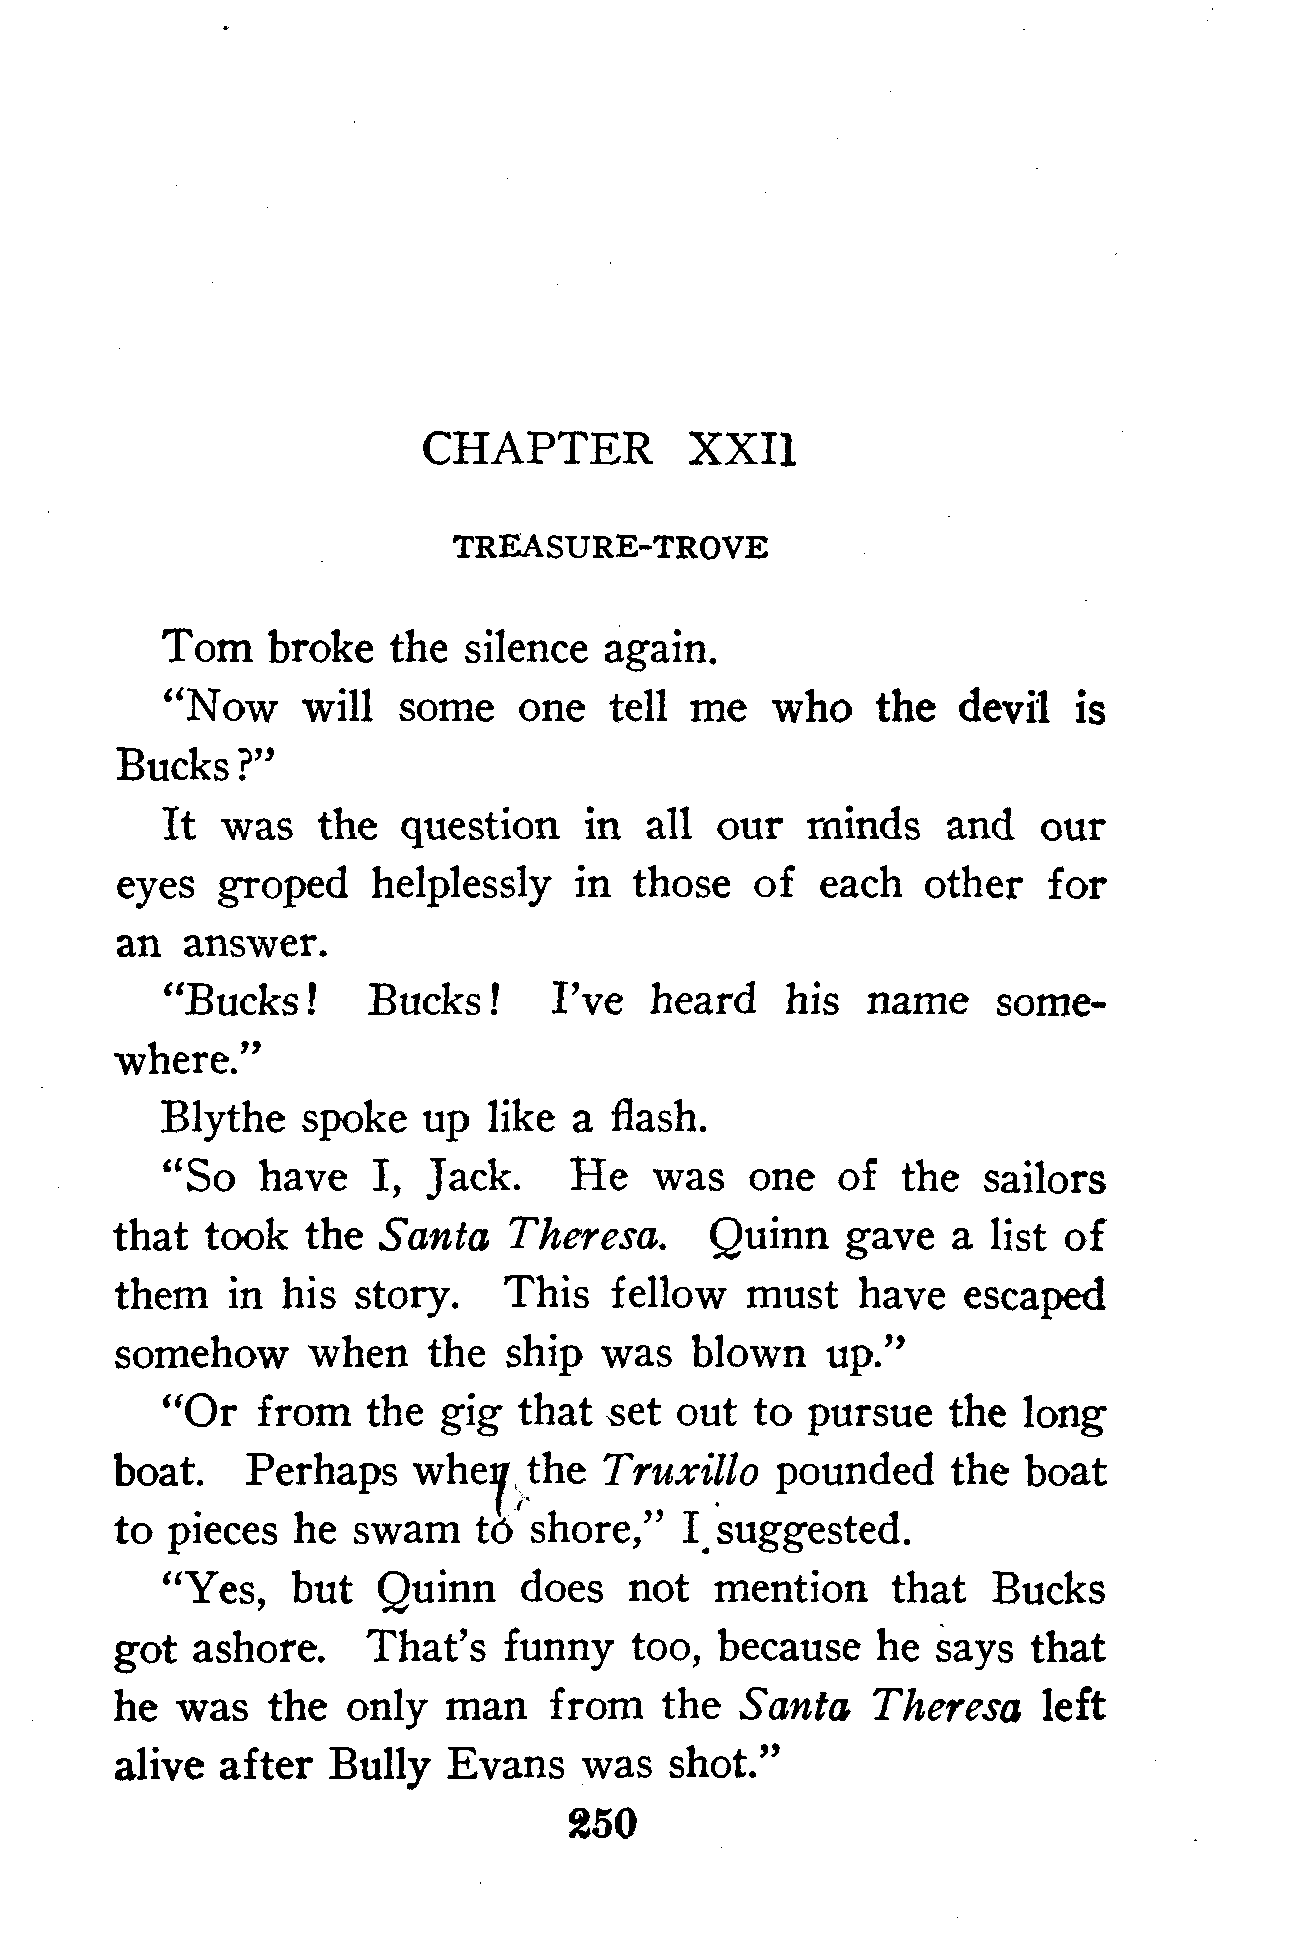 CHAPTER XXII
TREASURE-TROVE
Tom broke the silence again.
“Now will some one tell me who the devil is
Bucks?”
It was the question in all our minds and our
eyes groped helplessly in those of each other for
an answer.
“Bucks! Bucks! I’ve heard his name some-
where.”
Blythe spoke up like a flash.
“So have I, Jack. He was one of the sailors
that took the Santa Theresa. Quinn gave a list of
them in his story. This fellow must have escaped
somehow when the ship was blown up.”
“Or from the gig that set out to pursue the long
boat. Perhaps when the Truxillo pounded the boat
to pieces he swam to shore,” I suggested.
“Yes, but Quinn does not mention that Bucks
got ashore. That’s funny too, because he says that
he was the only man from the Santa Theresa left
alive after Bully Evans was shot.”
250